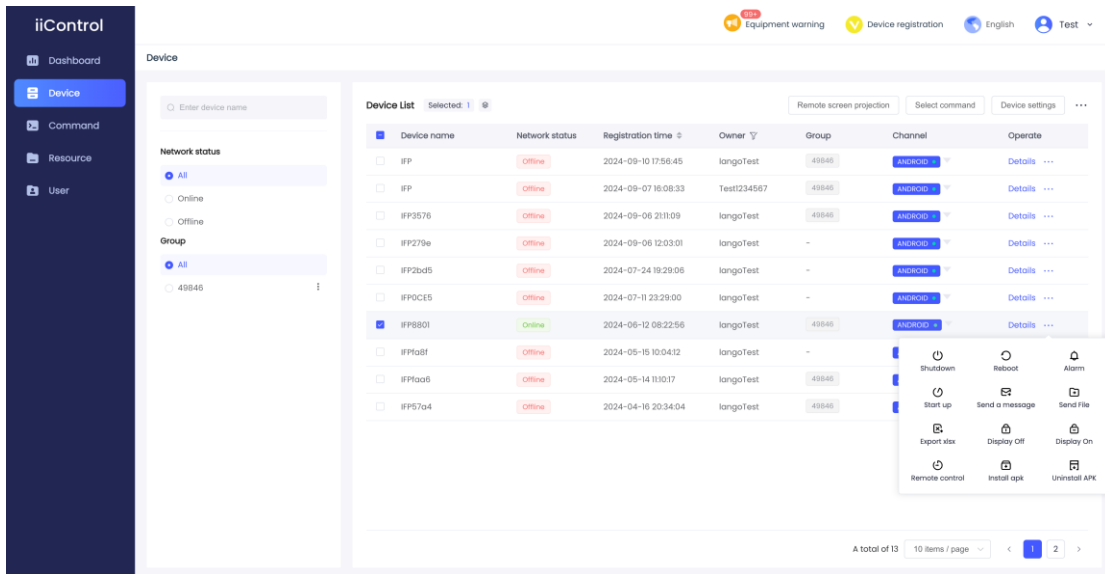 iiControl
99+
Equipment warning
Device registration
English
Test
Dashboard
Device
Command
Resource
User
Device
Enter device name
Network status
All
Online
Offline
Group
All
49846
Device List Selected: 1
Remote screen projection Select command Device settings ...
Device name Network status Registration time Owner Group Channel Operate
IFP Offline 2024-09-10 17:56:45 langoTest 49846 ANDROID Details ...
IFP Offline 2024-09-07 16:08:33 Test1234567 49846 ANDROID Details ...
IFP3576 Offline 2024-09-06 21:11:09 langoTest 49846 ANDROID Details ...
IFP279e Offline 2024-09-06 12:03:01 langoTest - ANDROID Details ...
IFP2bd5 Offline 2024-07-24 19:29:06 langoTest - ANDROID Details ...
IFP0CE5 Offline 2024-07-11 23:29:00 langoTest - ANDROID Details ...
IFP8801 Online 2024-06-12 08:22:56 langoTest 49846 ANDROID Details ...
IFPfa8f Offline 2024-05-15 10:04:12 langoTest -
IFPfaa6 Offline 2024-05-14 11:10:17 langoTest 49846
IFP57a4 Offline 2024-04-16 20:34:04 langoTest 49846
Shutdown Reboot Alarm
Start up Send a message Send File
Export xlsx Display Off Display On
Remote control Install apk Uninstall APK
A total of 13 10 items / page < 1 2 >